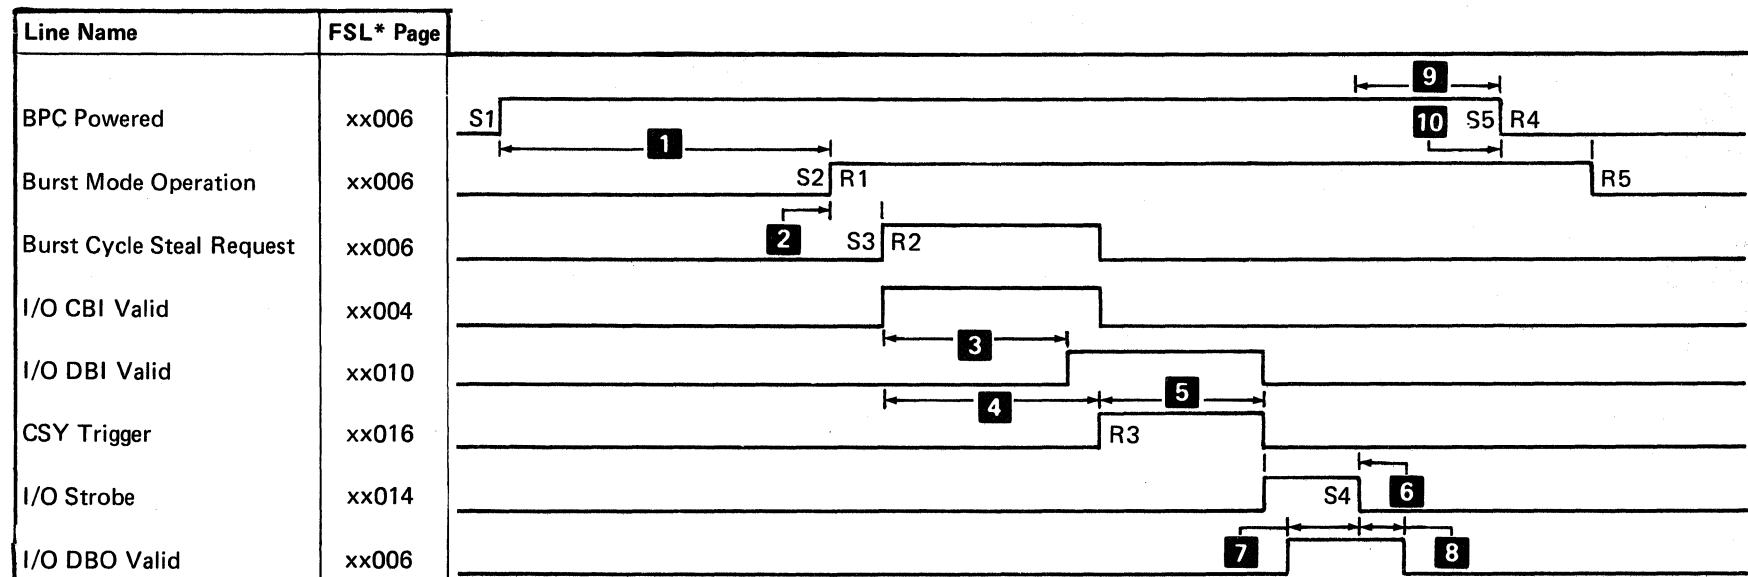 Line Name FSL* Page
9
BPC Powered xx006 S1 10 S5 R4
1
Burst Mode Operation xx006 S2 R1 R5
Burst Cycle Steal Request xx006 2 S3 R2
I/O CBI Valid xx004
3
I/O DBI Valid xx010
4 5
CSY Trigger xx016 R3
I/O Strobe xx014 S4 6
I/O DBO Valid xx006 7 8